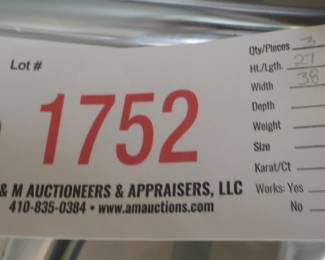 Lot #
1752
& M AUCTIONEERS & APPRAISERS, LLC
410-835-0384 • www.amauctions.com
Qty/Pieces 3
Ht./Lgth. 27
Width 38
Depth
Weight
Size
Karat/Ct
Works: Yes
No